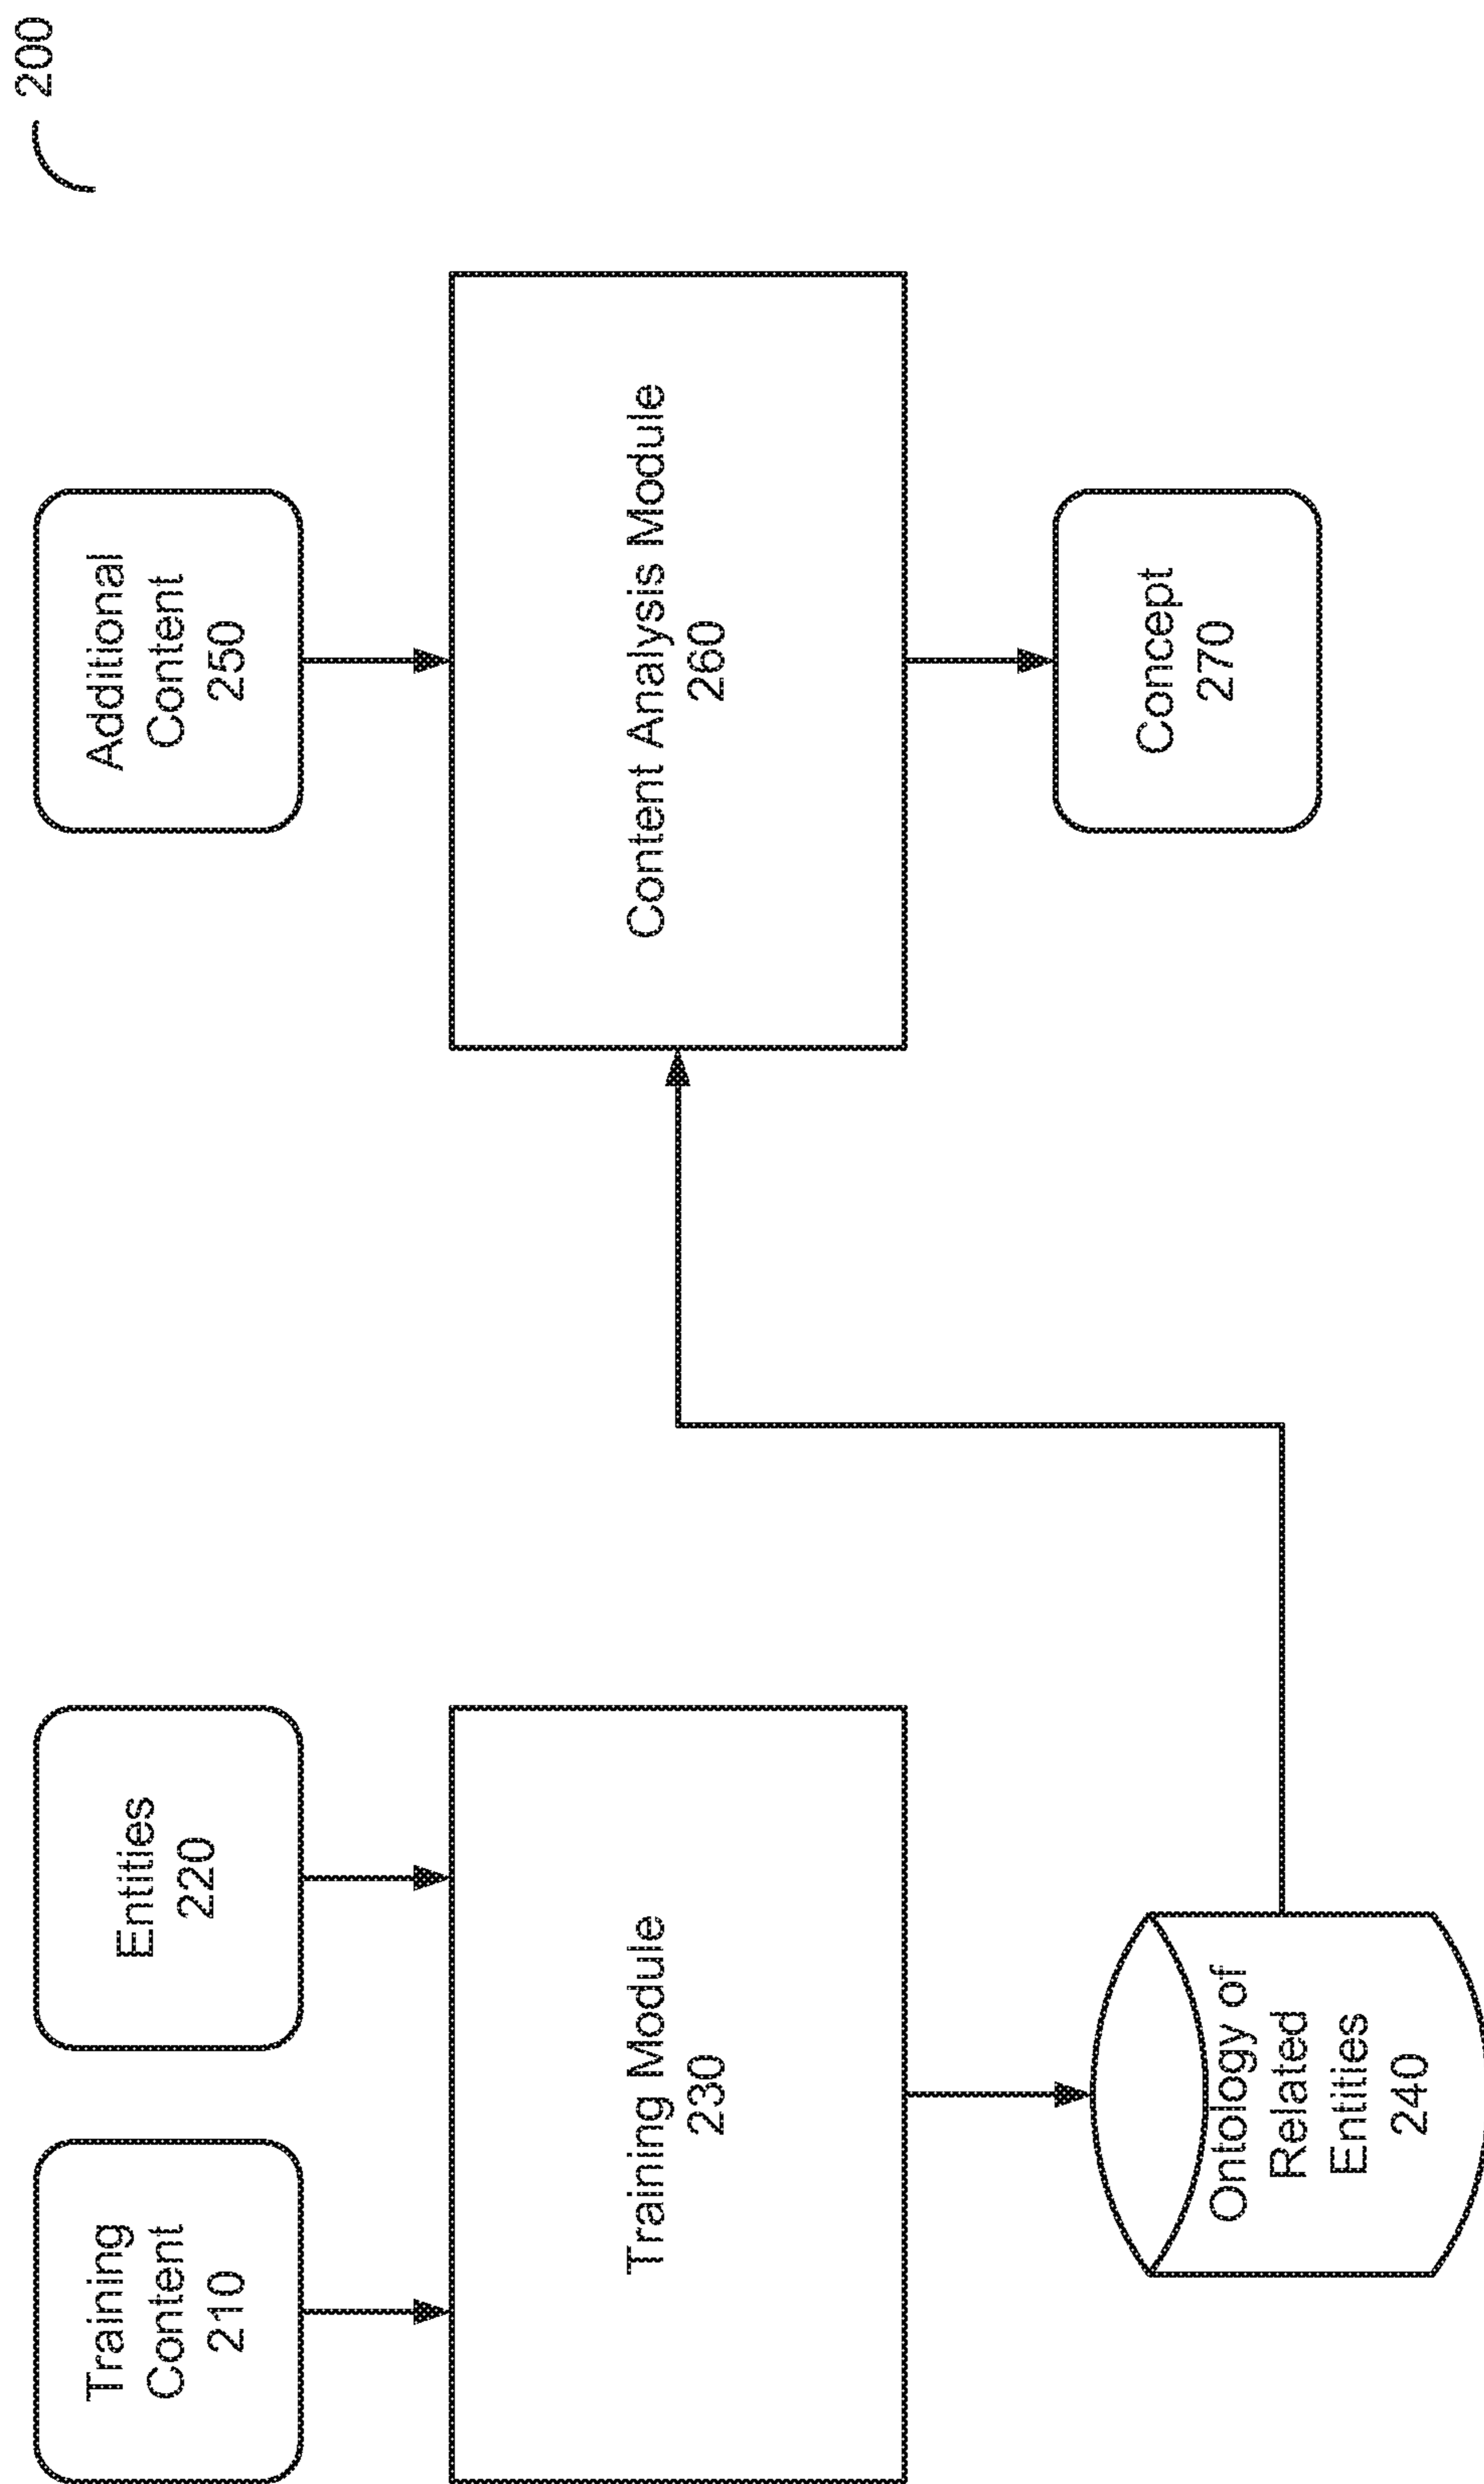 200
Training
Content
210
Entities
220
Training Module
230
Ontology of
Related
Entities
240
Additional
Content
250
Content Analysis Module
260
Concept
270